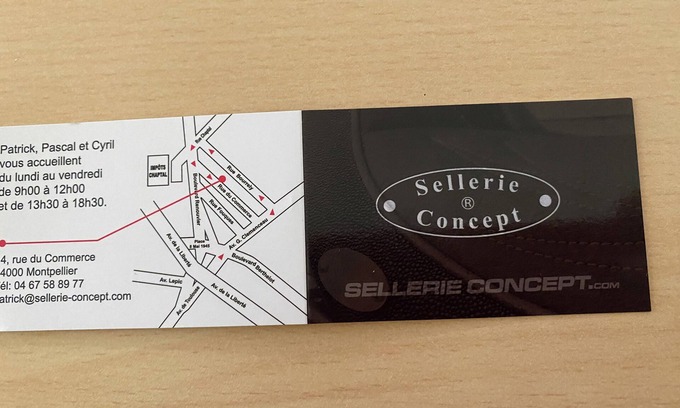 Patrick, Pascal et Cyril
vous accueillent
du lundi au vendredi
de 9h00 à 12h00
et de 13h30 à 18h30.
4, rue du Commerce
4000 Montpellier
Tél: 04 67 58 89 77
atrick@sellerie-concept.com
IMPÔTS
CHAPTAL
Rue Chaptal
Rue Bourrely
Rue du Commerce
Rue Fouques
Boulevard Rabonnier
Av. G. Clemenceau
Place
8 Mai 1945
Boulevard Berthelot
Av. de la Liberté
Av. Lepic
Av. de Toulouse
Av. de la Liberté
Sellerie
®
Concept
SELLERIE CONCEPT.COM